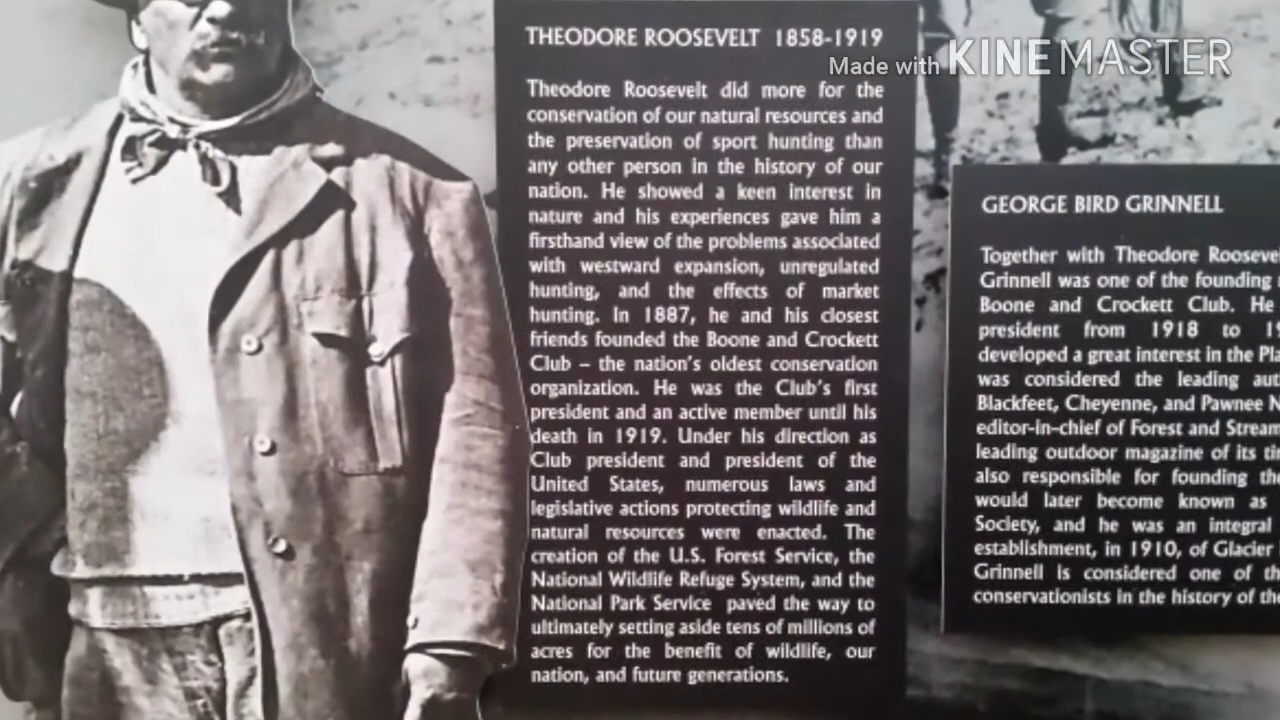 THEODORE ROOSEVELT 1858-1919
Theodore Roosevelt did more for the
conservation of our natural resources and
the preservation of sport hunting than
any other person in the history of our
nation. He showed a keen interest in
nature and his experiences gave him a
firsthand view of the problems associated
with westward expansion, unregulated
hunting, and the effects of market
hunting. In 1887, he and his closest
friends founded the Boone and Crockett
Club – the nation's oldest conservation
organization. He was the Club's first
president and an active member until his
death in 1919. Under his direction as
Club president and president of the
United States, numerous laws and
legislative actions protecting wildlife and
natural resources were enacted. The
creation of the U.S. Forest Service, the
National Wildlife Refuge System, and the
National Park Service paved the way to
ultimately setting aside tens of millions of
acres for the benefit of wildlife, our
nation, and future generations.
Made with KINEMASTER
GEORGE BIRD GRINNELL
Together with Theodore
Grinnell was one of the founding
Boone and Crockett Club. He
president from 1918 to
developed a great interest in the
was considered the leading
Blackfeet, Cheyenne, and Pawnee
editor-in-chief of Forest and Stream
leading outdoor magazine of its
also responsible for founding
would later become known as
Society, and he was an integral
establishment, in 1910, of Glacier
Grinnell is considered one of
conservationists in the history of